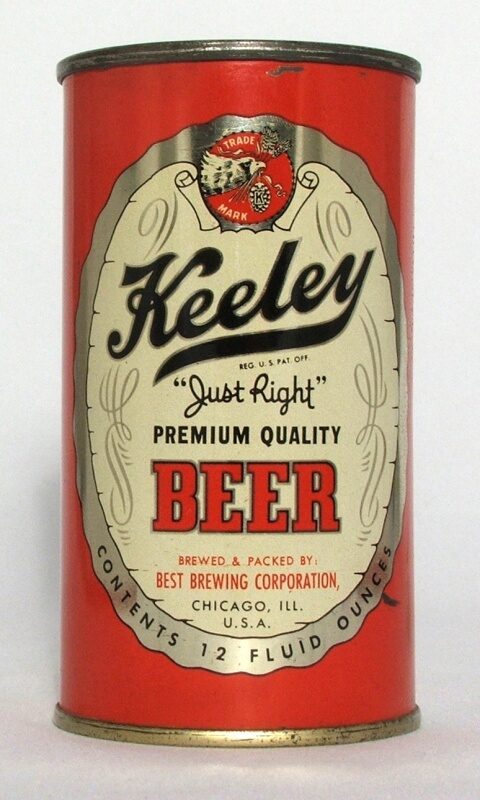 TRADE
MARK
Keeley
REG. U.S. PAT. OFF.
"Just Right"
PREMIUM QUALITY
BEER
BREWED & PACKED BY:
BEST BREWING CORPORATION,
CHICAGO, ILL.
U.S.A.
CONTENTS 12 FLUID OUNCES